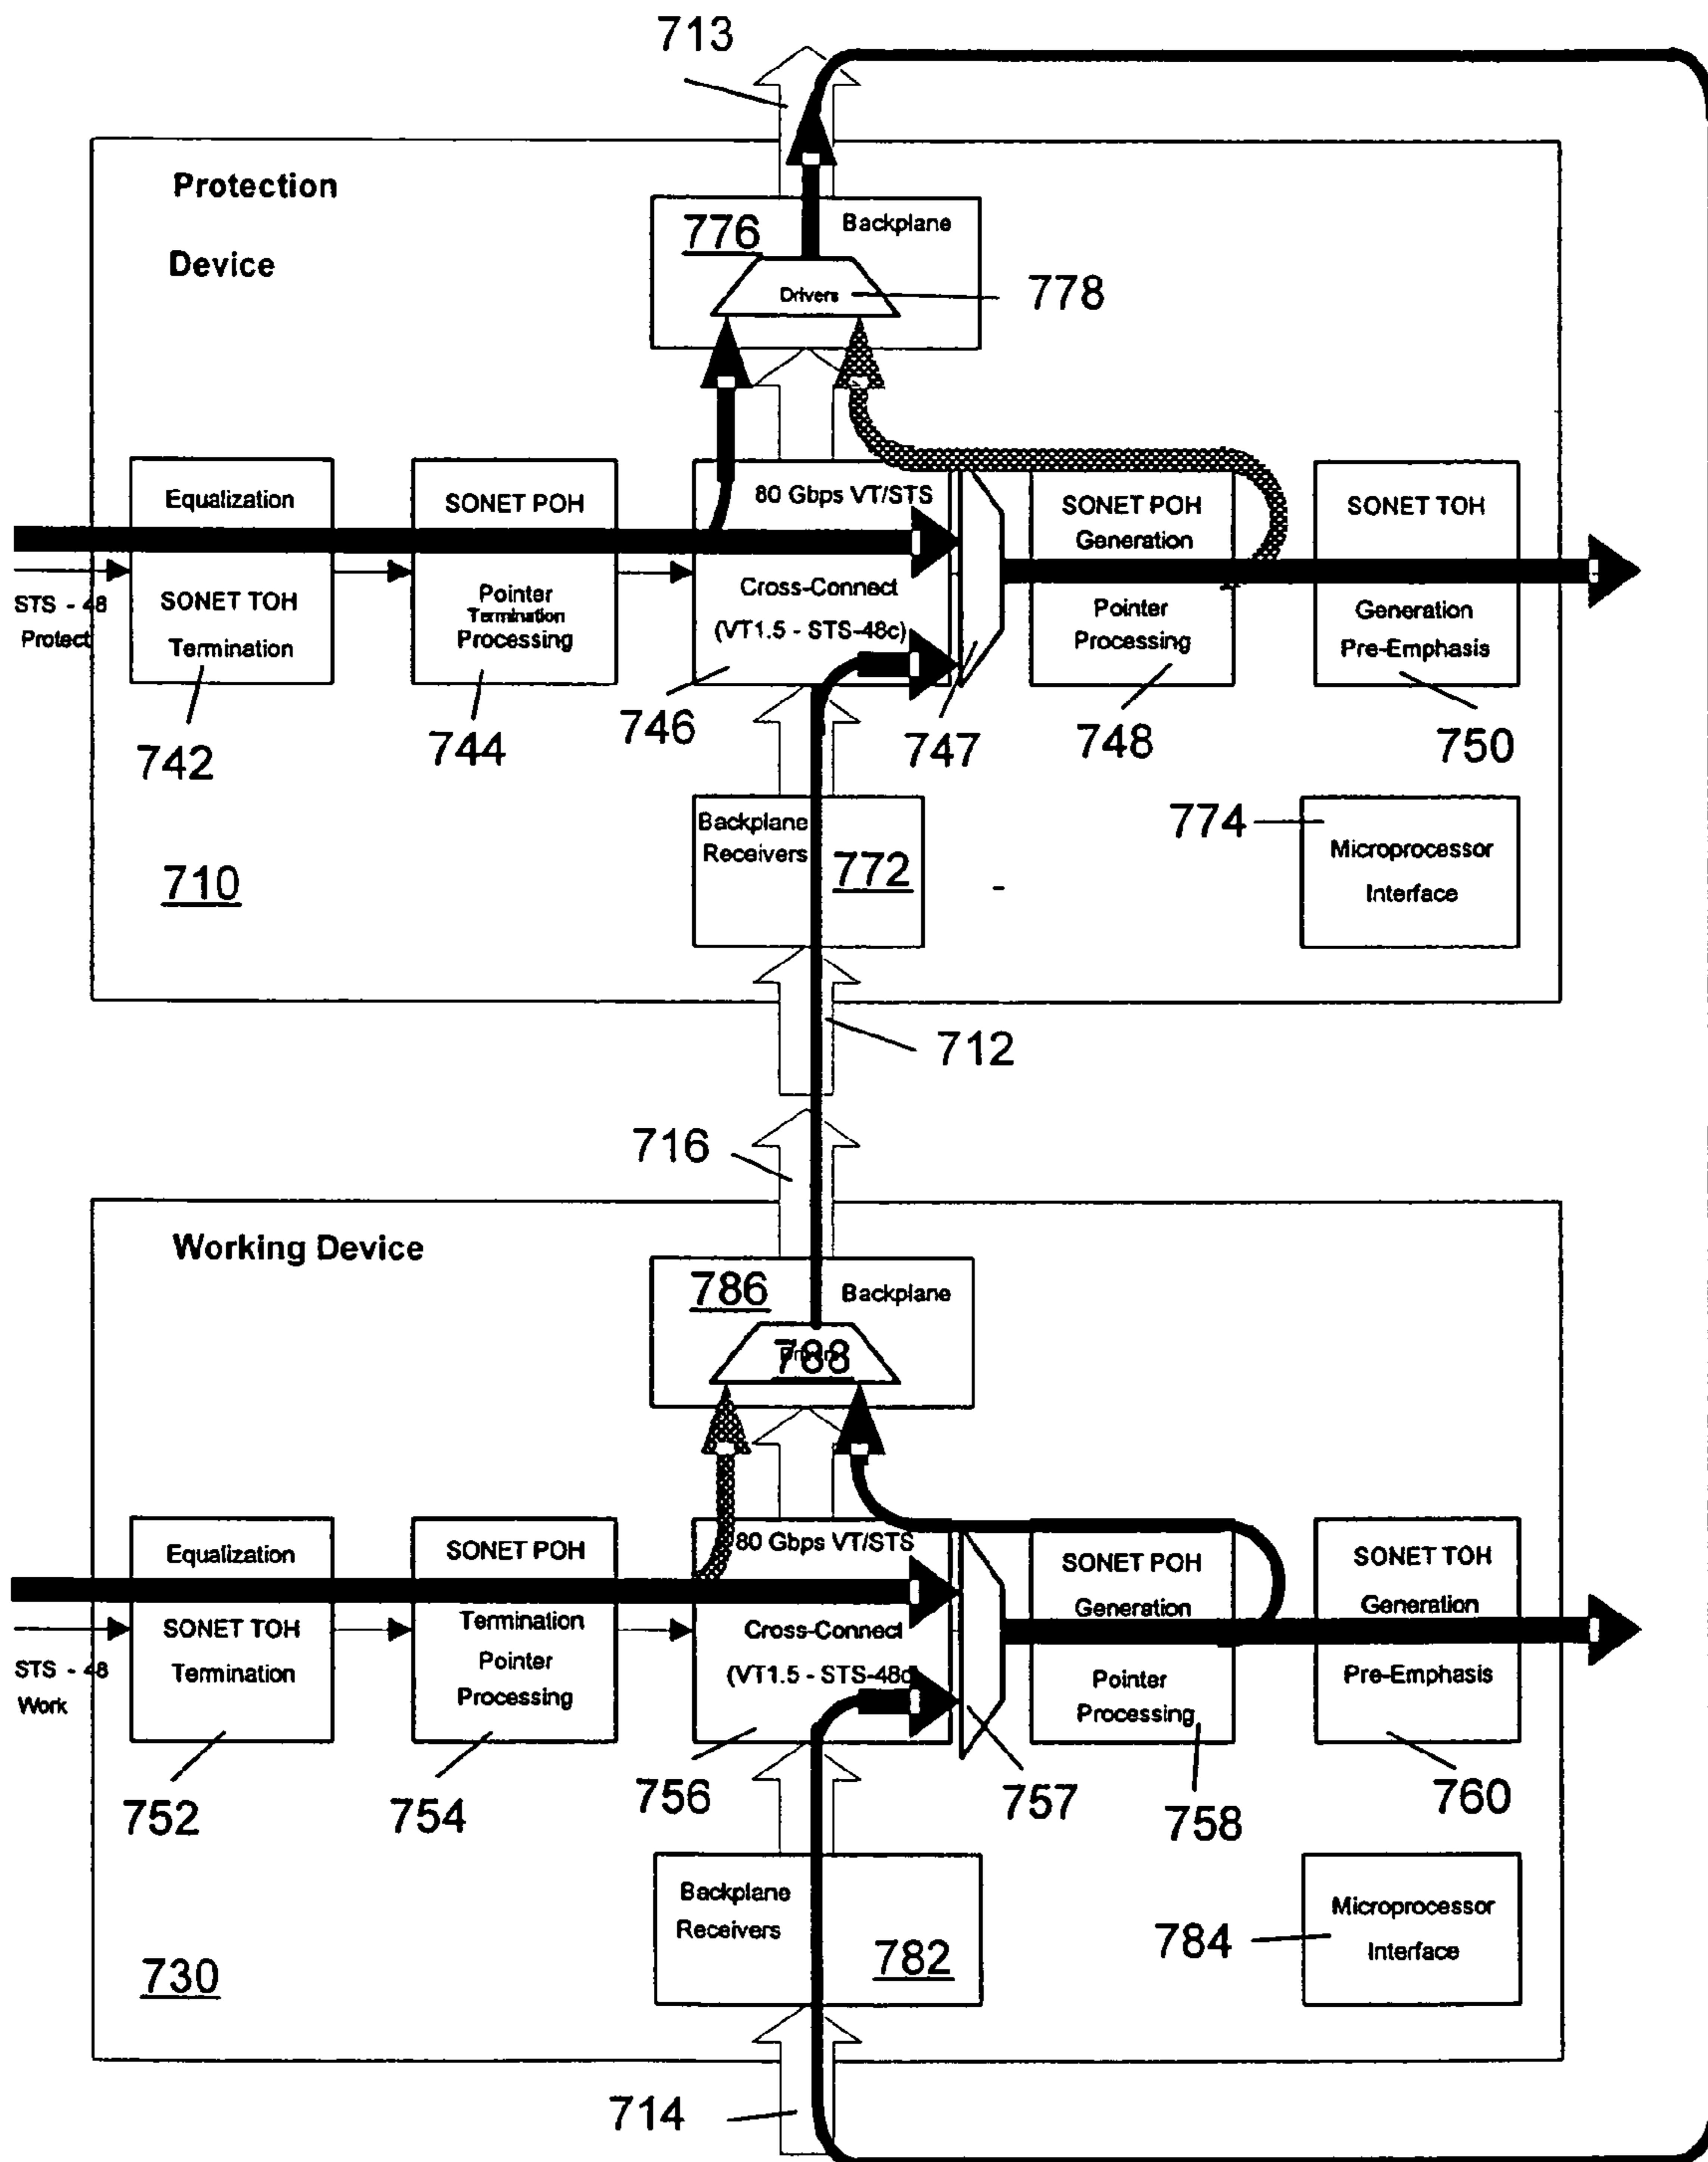 713
Protection
Device
776
Backplane
Drivers
778
Equalization
SONET TOH
Termination
SONET POH
Pointer
Termination
Processing
80 Gbps VT/STS
Cross-Connect
(VT1.5 - STS-48c)
SONET POH
Generation
Pointer
Processing
SONET TOH
Generation
Pre-Emphasis
STS - 48
Protect
742
744
746
747
748
750
Backplane
Receivers
772
774
Microprocessor
Interface
710
712
716
Working Device
786
Backplane
788
Equalization
SONET TOH
Termination
SONET POH
Termination
Pointer
Processing
80 Gbps VT/STS
Cross-Connect
(VT1.5 - STS-48c
SONET POH
Generation
Pointer
Processing
SONET TOH
Generation
Pre-Emphasis
STS - 48
Work
752
754
756
757
758
760
Backplane
Receivers
782
784
Microprocessor
Interface
730
714